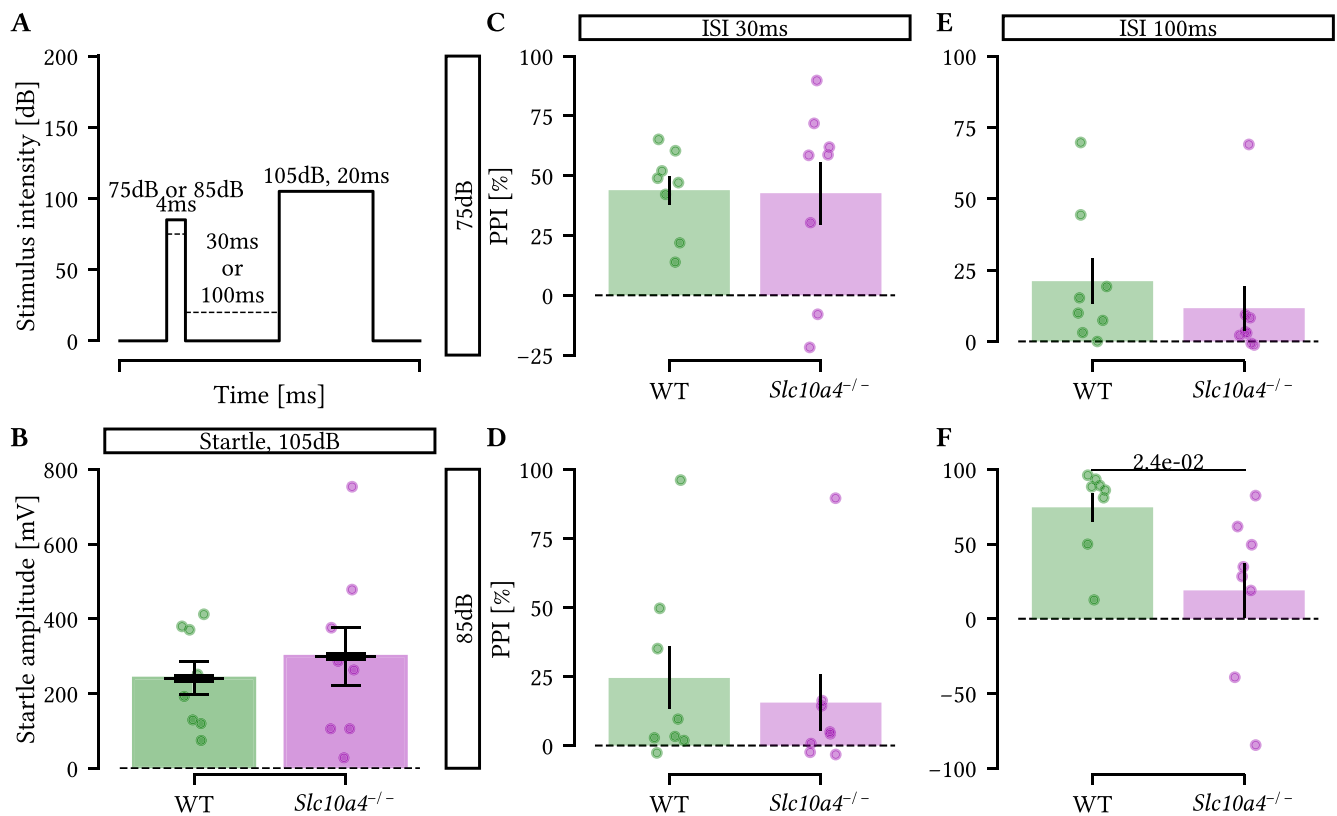 A
200
150
100
50
0
Stimulus intensity [dB]
75dB or 85dB
4ms
105dB, 20ms
30ms
or
100ms
Time [ms]
75dB
C
ISI 30ms
100
75
50
25
0
−25
PPI [%]
WT
Slc10a4−/−
E
ISI 100ms
100
75
50
25
0
WT
Slc10a4−/−
B
Startle, 105dB
800
600
400
200
0
Startle amplitude [mV]
WT
Slc10a4−/−
85dB
D
100
75
50
25
0
PPI [%]
WT
Slc10a4−/−
F
2.4e-02
100
50
0
−50
−100
WT
Slc10a4−/−